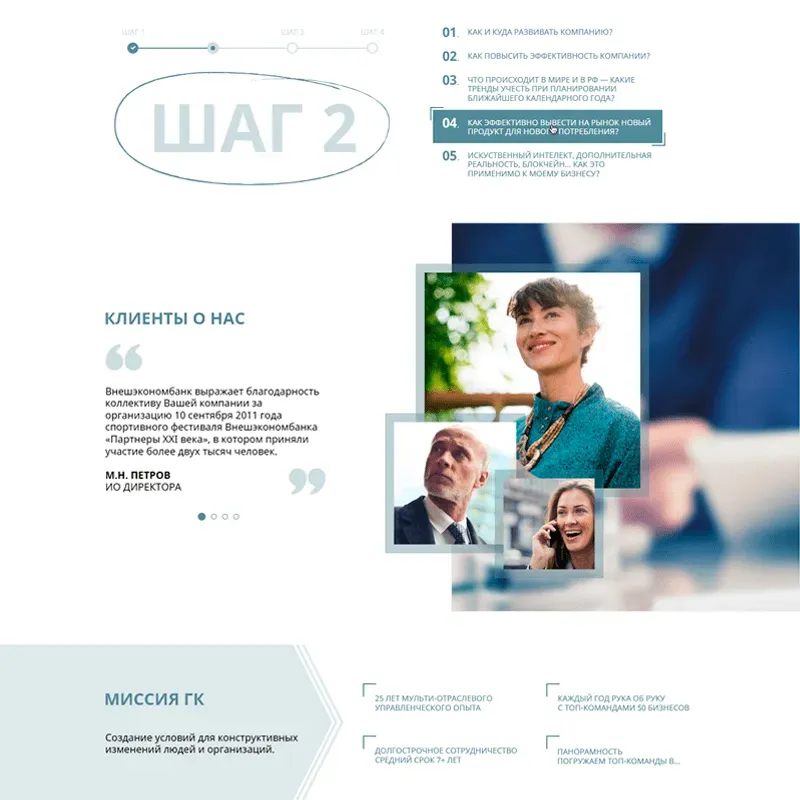 ШАГ 1
ШАГ 3
ШАГ 4
ШАГ 2
01. КАК И КУДА РАЗВИВАТЬ КОМПАНИЮ?
02. КАК ПОВЫСИТЬ ЭФФЕКТИВНОСТЬ КОМПАНИИ?
03. ЧТО ПРОИСХОДИТ В МИРЕ И В РФ — КАКИЕ
ТРЕНДЫ УЧЕСТЬ ПРИ ПЛАНИРОВАНИИ
БЛИЖАЙШЕГО КАЛЕНДАРНОГО ГОДА?
04. КАК ЭФФЕКТИВНО ВЫВЕСТИ НА РЫНОК НОВЫЙ
ПРОДУКТ ДЛЯ НОВОГО ПОТРЕБЛЕНИЯ?
05. ИСКУСТВЕННЫЙ ИНТЕЛЕКТ, ДОПОЛНИТЕЛЬНАЯ
РЕАЛЬНОСТЬ, БЛОКЧЕЙН... КАК ЭТО
ПРИМЕНИМО К МОЕМУ БИЗНЕСУ?
КЛИЕНТЫ О НАС
Внешэкономбанк выражает благодарность
коллективу Вашей компании за
организацию 10 сентября 2011 года
спортивного фестиваля Внешэкономбанка
«Партнеры XXI века», в котором приняли
участие более двух тысяч человек.
М.Н. ПЕТРОВ
ИО ДИРЕКТОРА
МИССИЯ ГК
Создание условий для конструктивных
изменений людей и организаций.
25 ЛЕТ МУЛЬТИ-ОТРАСЛЕВОГО
УПРАВЛЕНЧЕСКОГО ОПЫТА
КАЖДЫЙ ГОД РУКА ОБ РУКУ
С ТОП-КОМАНДАМИ 50 БИЗНЕСОВ
ДОЛГОСТРОЧНОЕ СОТРУДНИЧЕСТВО
СРЕДНИЙ СРОК 7+ ЛЕТ
ПАНОРАМНОСТЬ
ПОГРУЖАЕМ ТОП-КОМАНДЫ В...